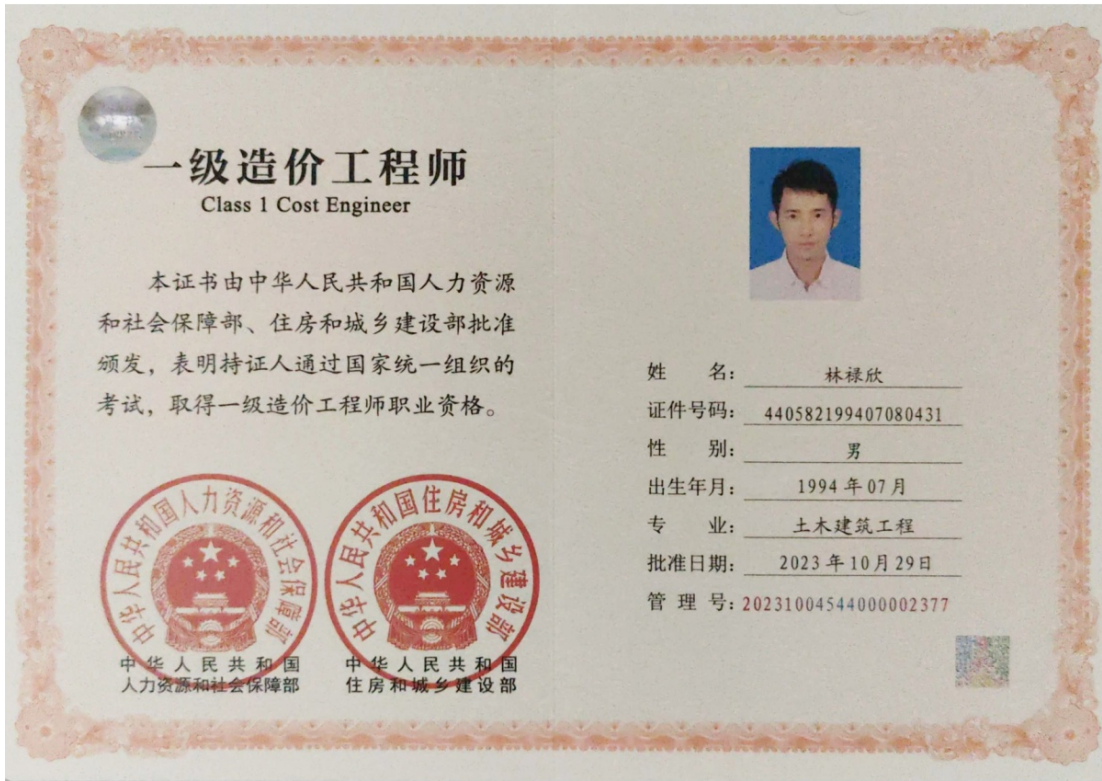 一级造价工程师
Class 1 Cost Engineer
本证书由中华人民共和国人力资源
和社会保障部、住房和城乡建设部批准
颁发，表明持证人通过国家统一组织的
考试，取得一级造价工程师职业资格。
中华人民共和国人力资源和社会保障部
中华人民共和国住房和城乡建设部
中华人民共和国
人力资源和社会保障部
中华人民共和国
住房和城乡建设部
姓 名： 林禄欣
证件号码： 440582199407080431
性 别： 男
出生年月： 1994 年 07 月
专 业： 土木建筑工程
批准日期： 2023 年 10 月 29 日
管 理 号: 20231004544000002377